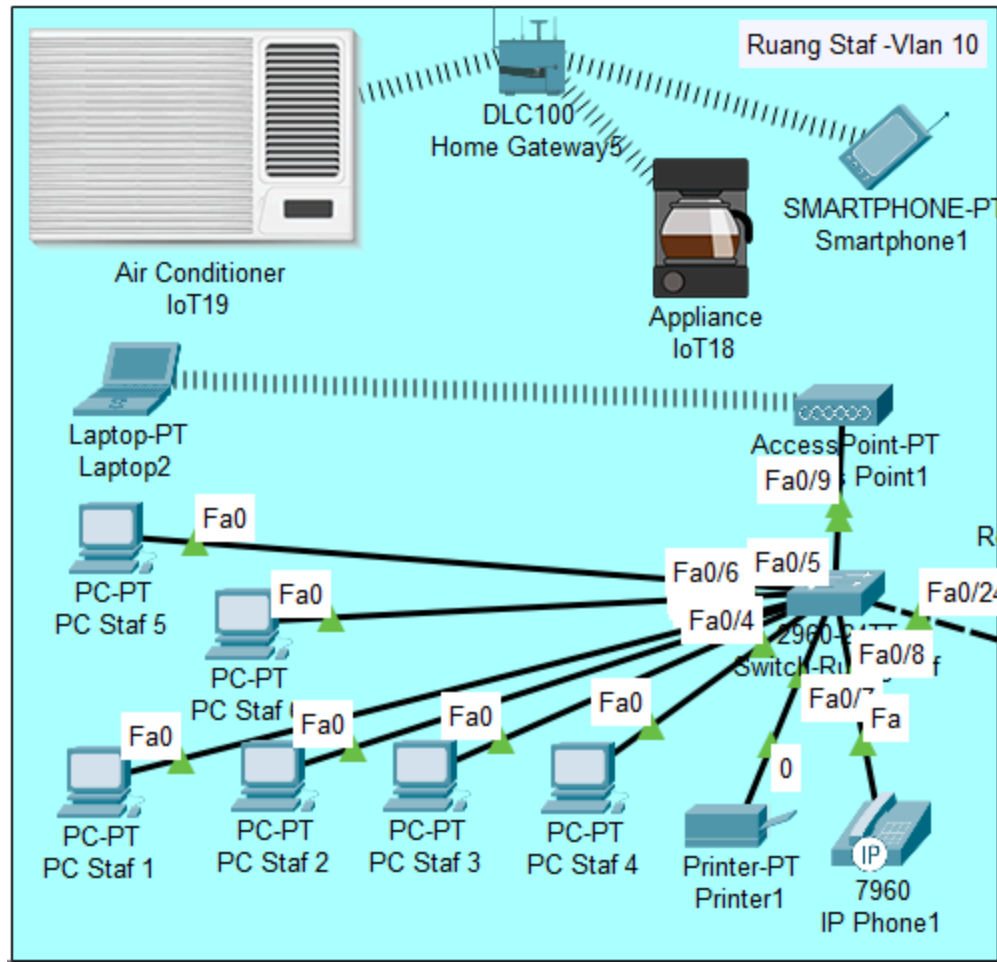 Ruang Staf -Vlan 10
DLC100
Home Gateway5
SMARTPHONE-PT
Smartphone1
Air Conditioner
IoT19
Appliance
IoT18
Laptop-PT
Laptop2
AccessPoint-PT
Point1
Fa0/9
Fa0
PC-PT
PC Staf 5
Fa0
PC-PT
PC Staf
Fa0/6
Fa0/5
Fa0/4
Fa0/24
Fa0/8
Fa0/7
Fa
0
Fa0
PC-PT
PC Staf 1
Fa0
PC-PT
PC Staf 2
Fa0
PC-PT
PC Staf 3
Fa0
PC-PT
PC Staf 4
Printer-PT
Printer1
IP
7960
IP Phone1